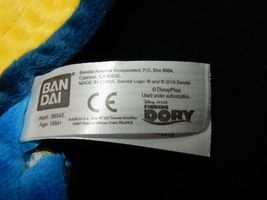 Bandai America Incorporated, P.O. Box 6054,
Cypress, CA 90630.
MADE IN CHINA. Bandai Logo ® and © 2016 Bandai.
BAN
DAI
© Disney/Pixar
Used under authorization.
Asst: 36545
Age 18M+
CE
DISNEY·PIXAR
FINDING
DORY
FRANCE